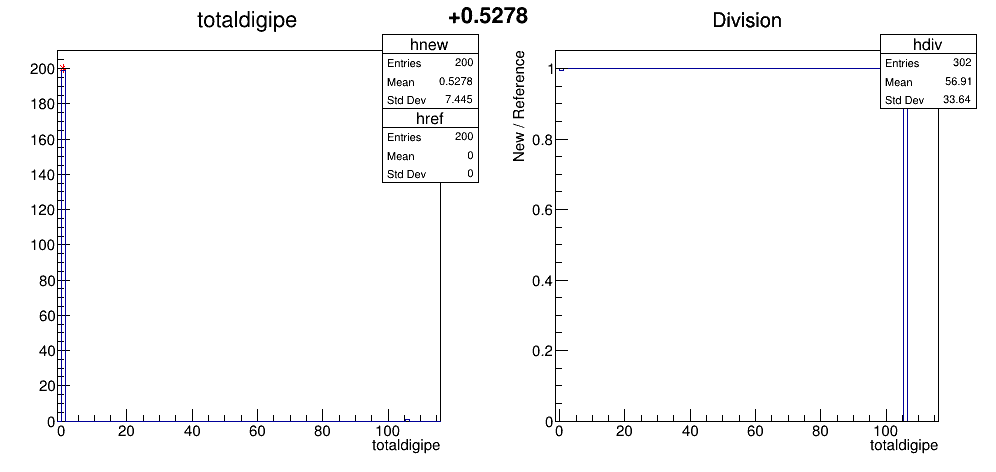 totaldigipe
+0.5278
Division
hnew
Entries 200
Mean 0.5278
Std Dev 7.445
href
Entries 200
Mean 0
Std Dev 0
200
180
160
140
120
100
80
60
40
20
0
0 20 40 60 80 100
totaldigipe
New / Reference
hdiv
Entries 302
Mean 56.91
Std Dev 33.64
1
0.8
0.6
0.4
0.2
0
0 20 40 60 80 100
totaldigipe